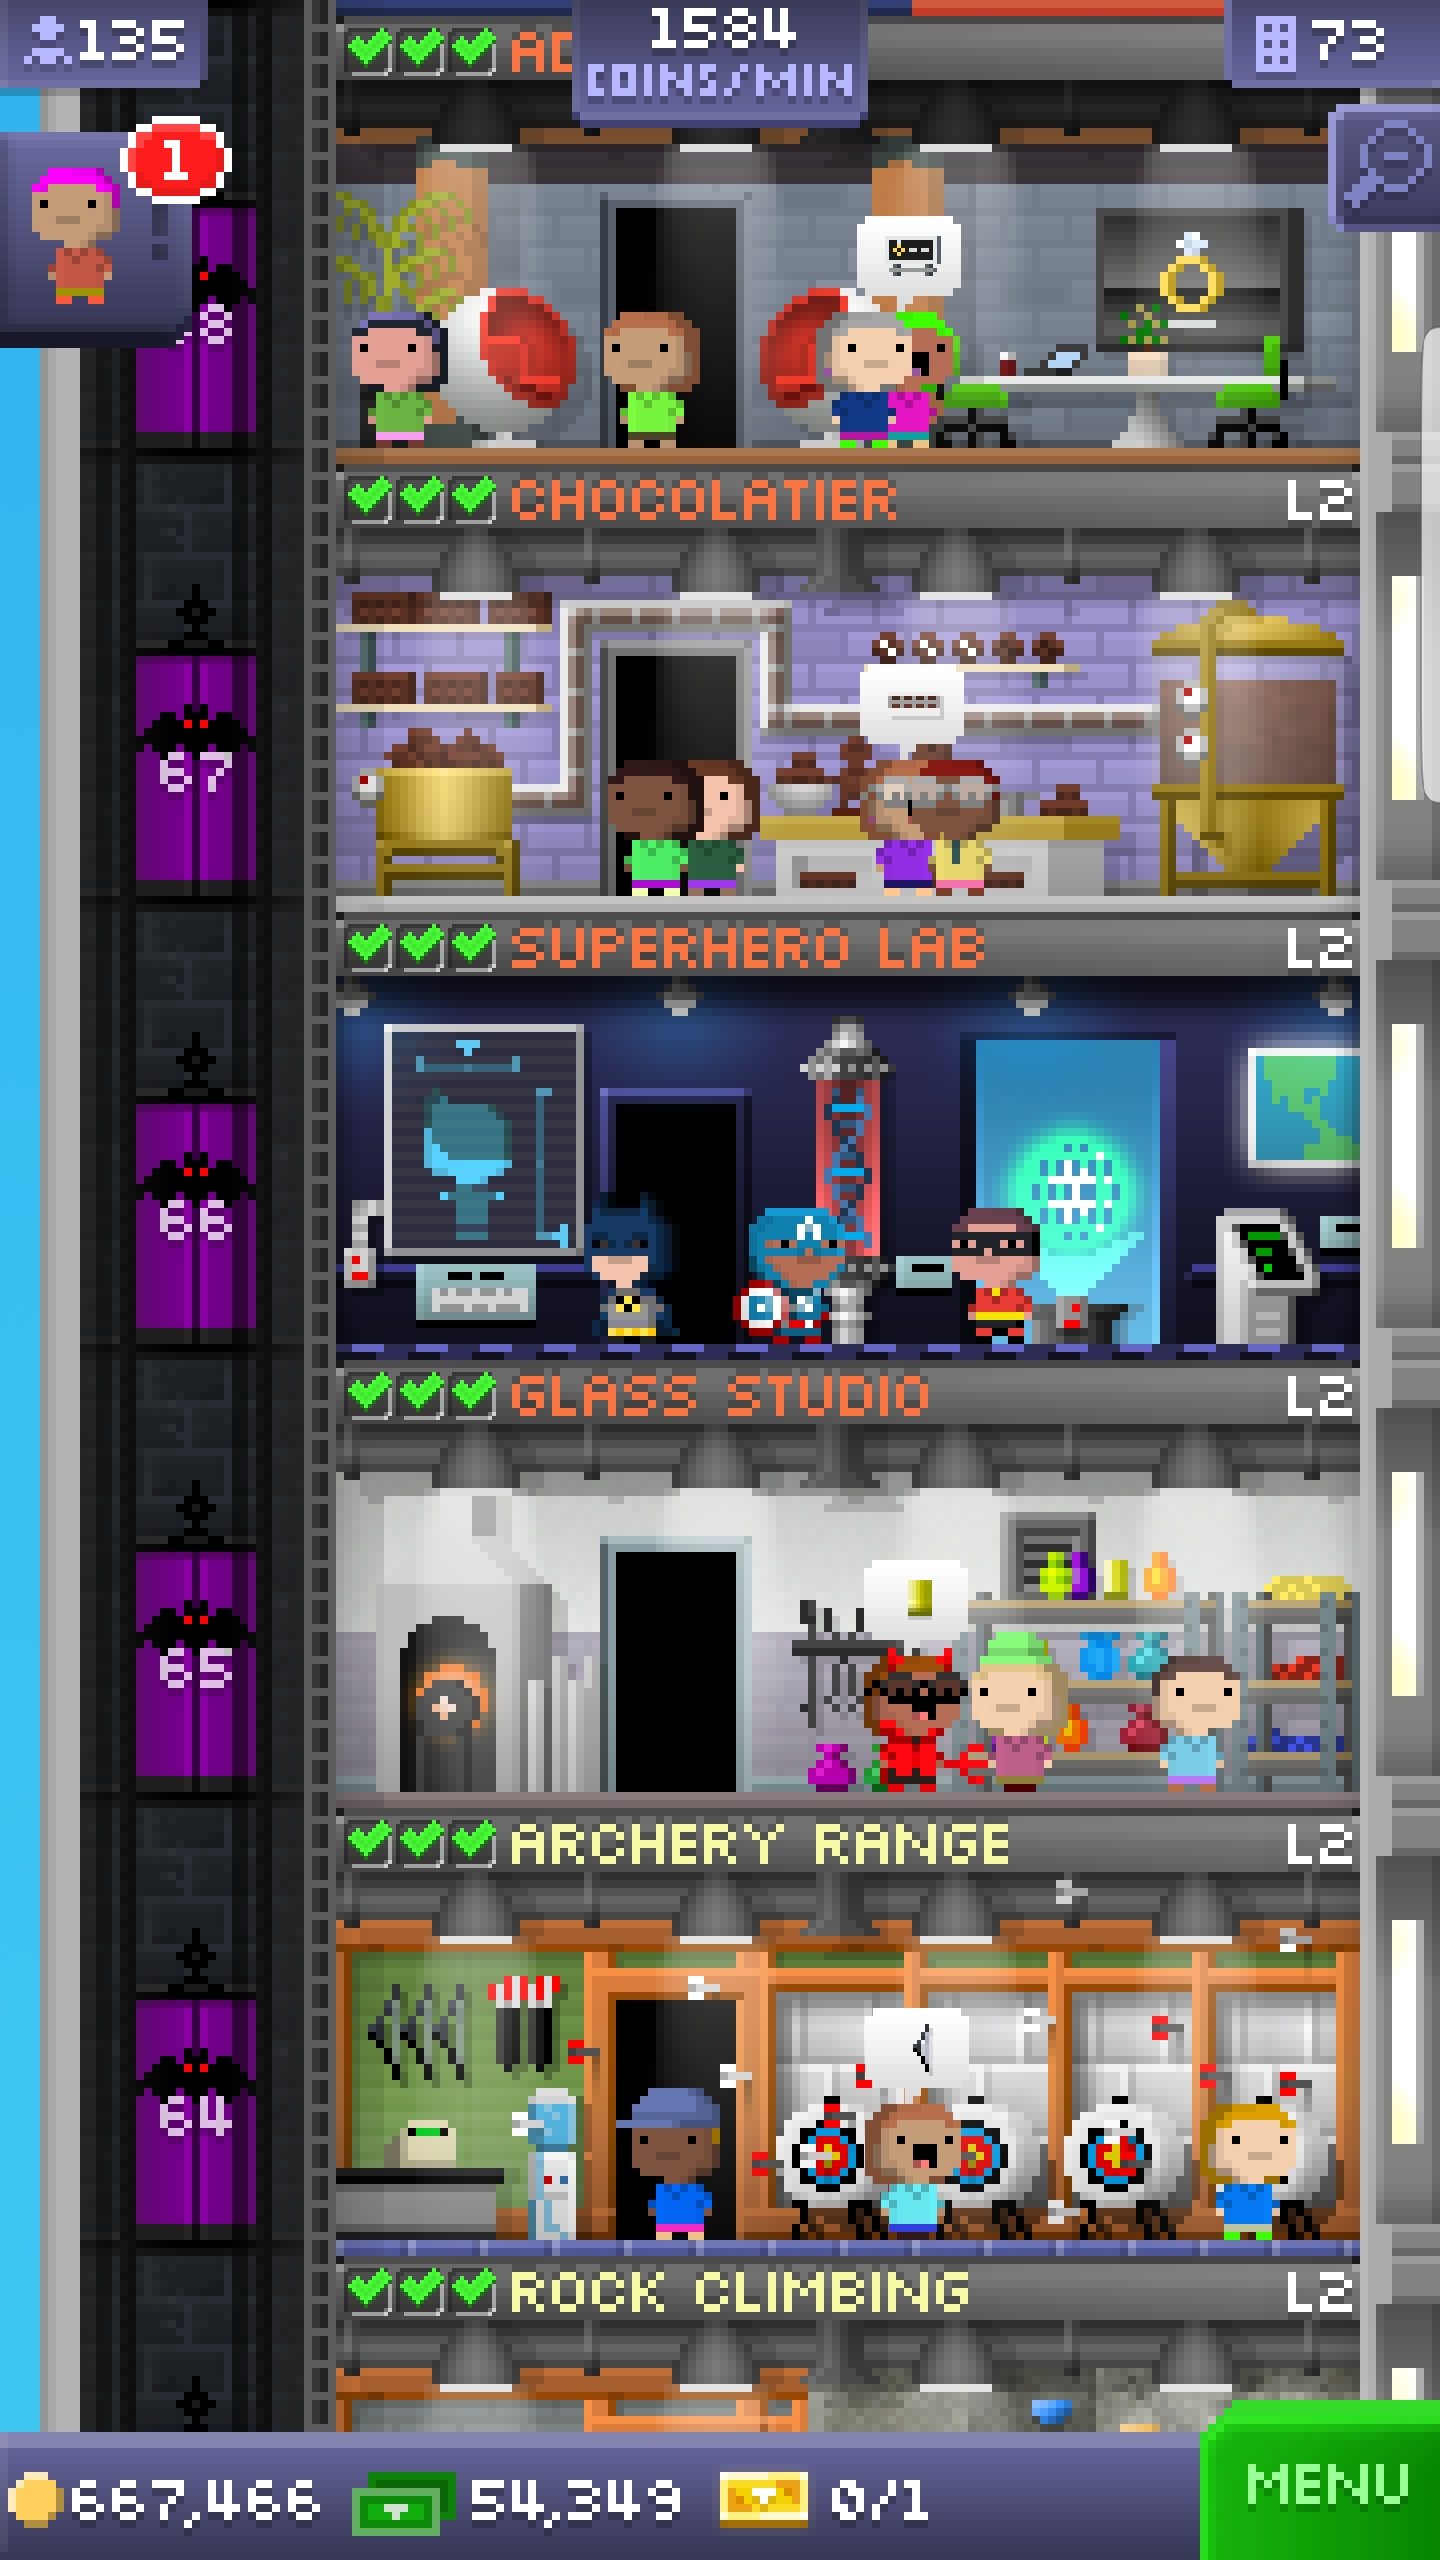 135
1584
COINS/MIN
73
1
AD
CHOCOLATIER L2
67
SUPERHERO LAB L2
66
GLASS STUDIO L2
65
ARCHERY RANGE L2
64
ROCK CLIMBING L2
667,466 54,349 0/1
MENU